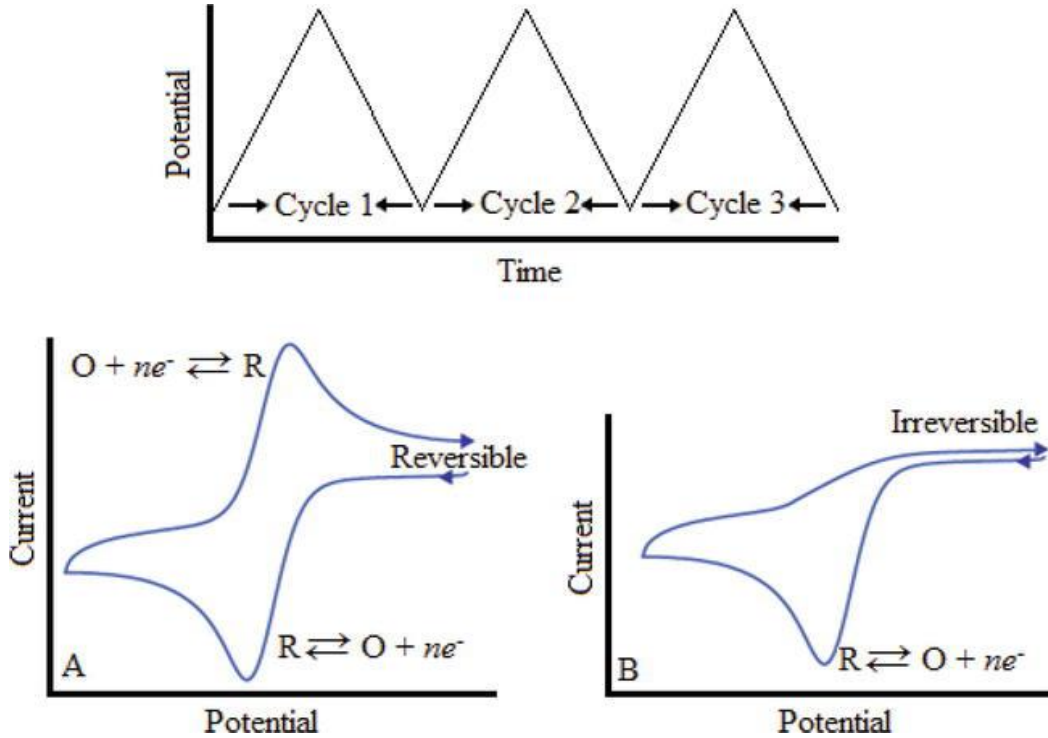 Potential
Cycle 1
Cycle 2
Cycle 3
Time
O + ne⁻ ⇄ R
Reversible
Current
R ⇄ O + ne⁻
A
Potential
Irreversible
Current
R ⇄ O + ne⁻
B
Potential